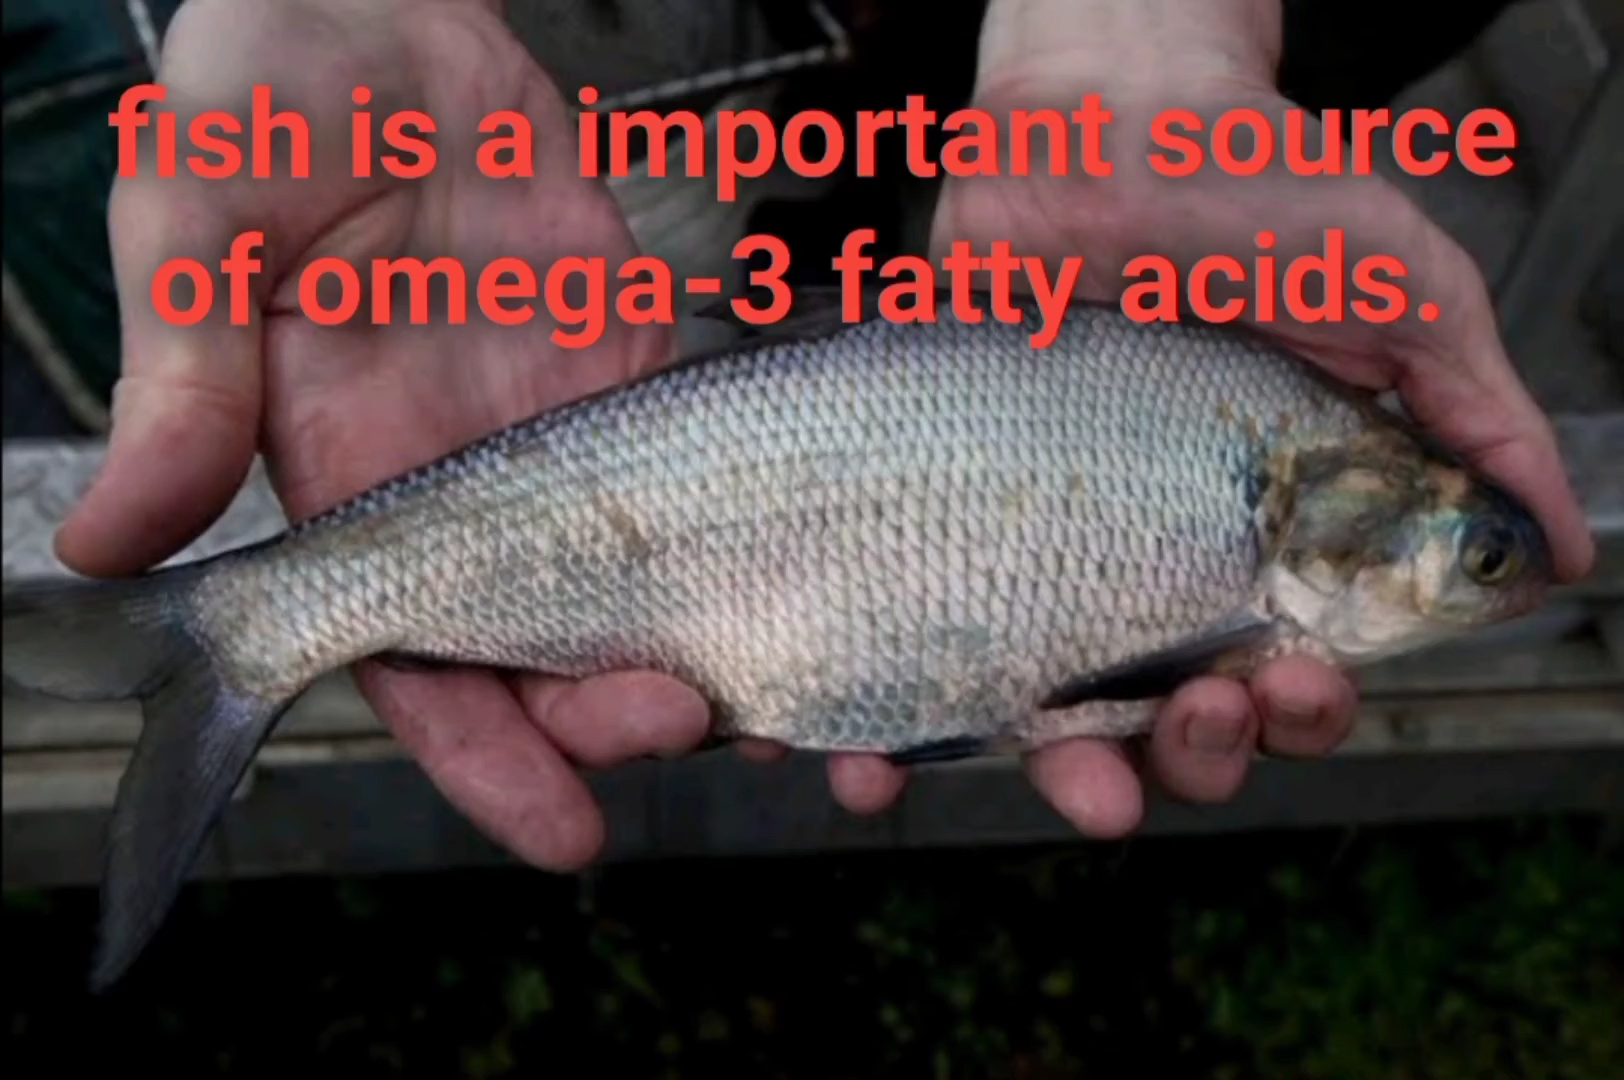 fish is a important source
of omega-3 fatty acids.